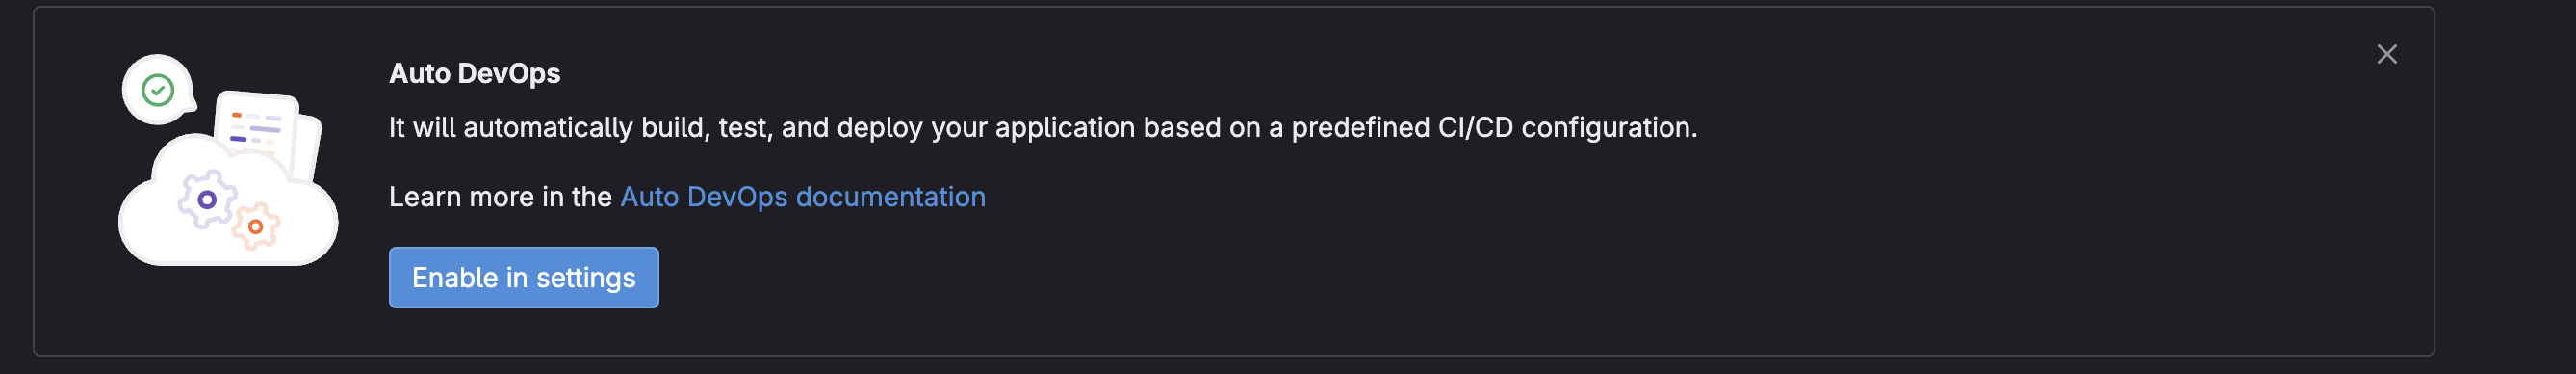 Auto DevOps
It will automatically build, test, and deploy your application based on a predefined CI/CD configuration.
Learn more in the Auto DevOps documentation
Enable in settings